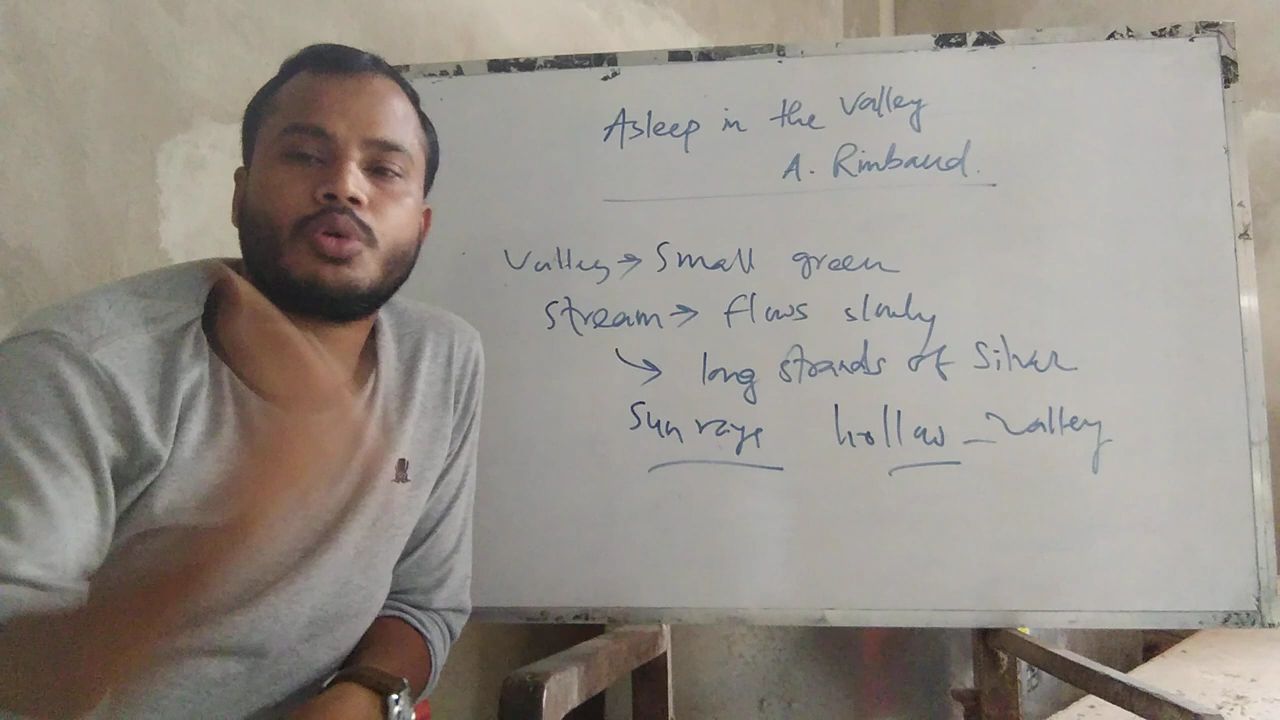 Asleep in the Valley
A. Rimbaud.
Valley → Small green
stream → flows slowly
↘ long strands of Silver
Sun rays hollow - Valley